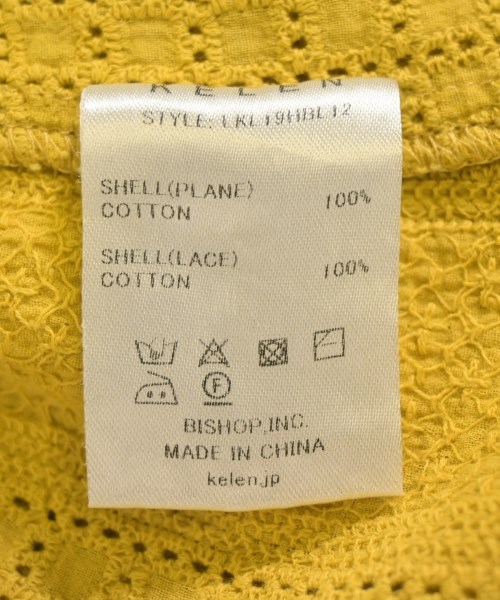 KELEN
STYLE: LKL19HBL12
SHELL(PLANE) 100%
COTTON
SHELL(LACE) 100%
COTTON
F
BISHOP,INC.
MADE IN CHINA
kelen.jp